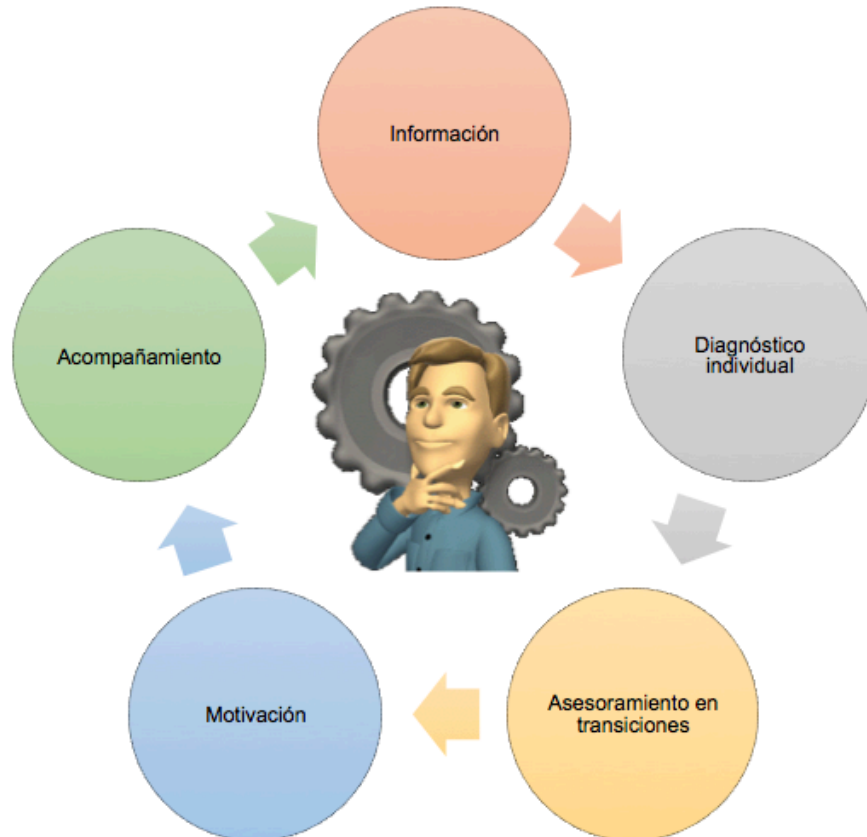 Información
Diagnóstico
individual
Asesoramiento en
transiciones
Motivación
Acompañamiento